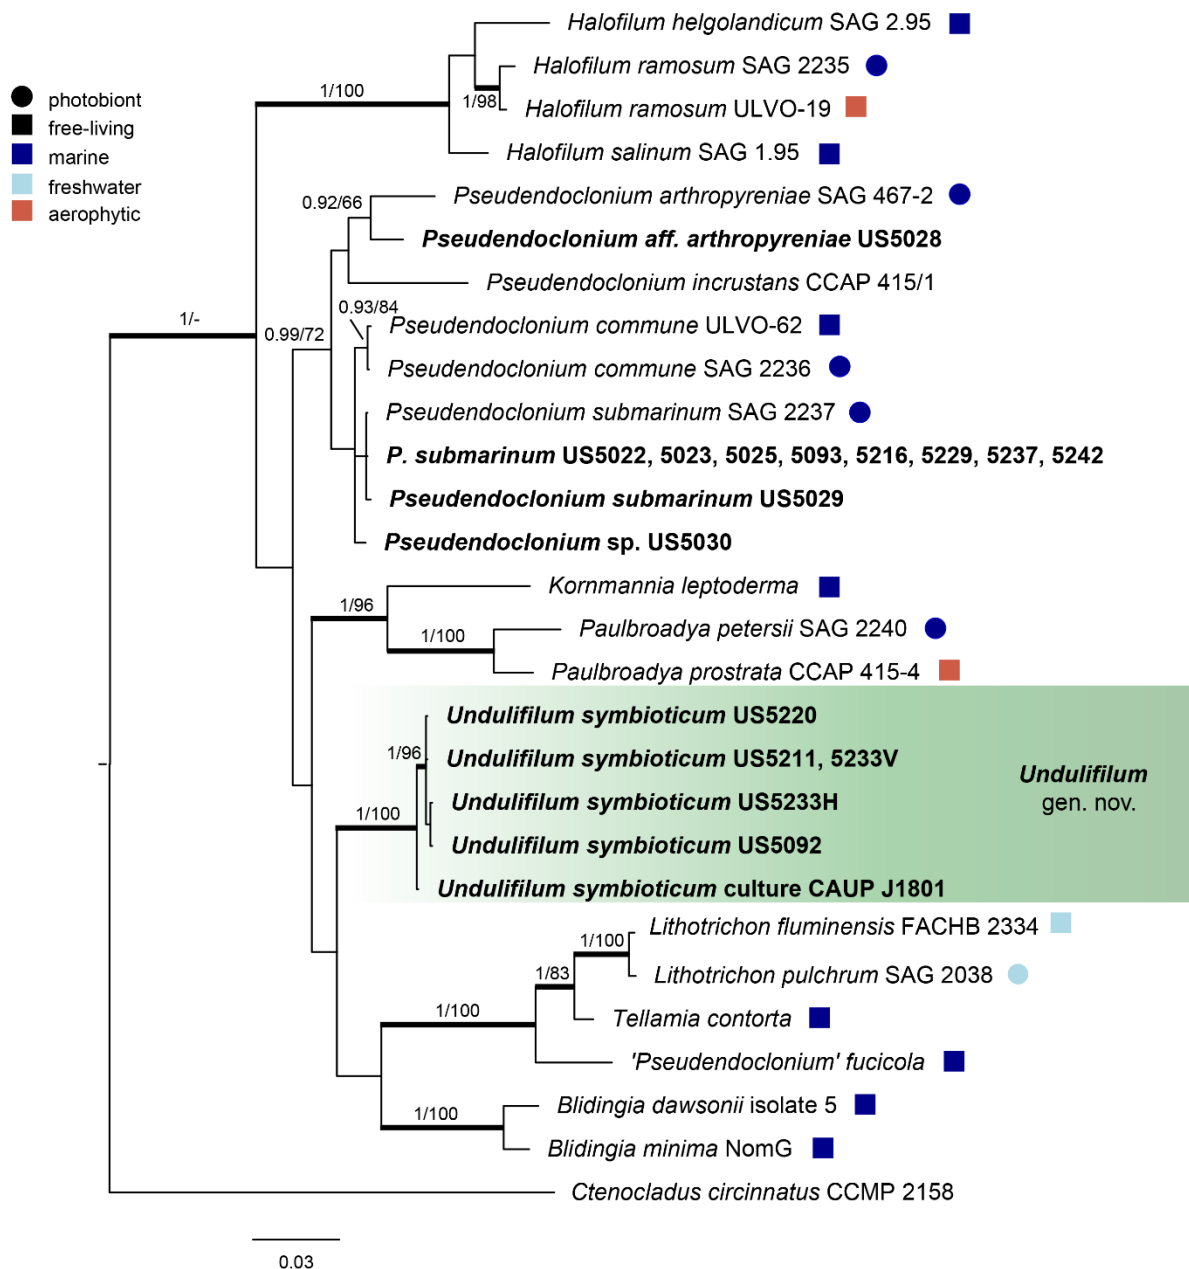 Halofilum helgolandicum SAG 2.95
Halofilum ramosum SAG 2235
photobiont
1/100
1/98
Halofilum ramosum ULVO-19
free-living
marine
Halofilum salinum SAG 1.95
freshwater
aerophytic
Pseudendoclonium arthropyreniae SAG 467-2
0.92/66
Pseudendoclonium aff. arthropyreniae US5028
Pseudendoclonium incrustans CCAP 415/1
0.93/84
1/-
0.99/72
Pseudendoclonium commune ULVO-62
Pseudendoclonium commune SAG 2236
Pseudendoclonium submarinum SAG 2237
P. submarinum US5022, 5023, 5025, 5093, 5216, 5229, 5237, 5242
Pseudendoclonium submarinum US5029
Pseudendoclonium sp. US5030
Kornmannia leptoderma
1/96
Paulbroadya petersii SAG 2240
1/100
Paulbroadya prostrata CCAP 415-4
Undulifilum symbioticum US5220
1/96
Undulifilum symbioticum US5211, 5233V
Undulifilum
gen. nov.
Undulifilum symbioticum US5233H
1/100
Undulifilum symbioticum US5092
Undulifilum symbioticum culture CAUP J1801
Lithotrichon fluminensis FACHB 2334
1/100
1/83
Lithotrichon pulchrum SAG 2038
1/100
Tellamia contorta
'Pseudendoclonium' fucicola
Blidingia dawsonii isolate 5
1/100
Blidingia minima NomG
Ctenocladus circinnatus CCMP 2158
0.03